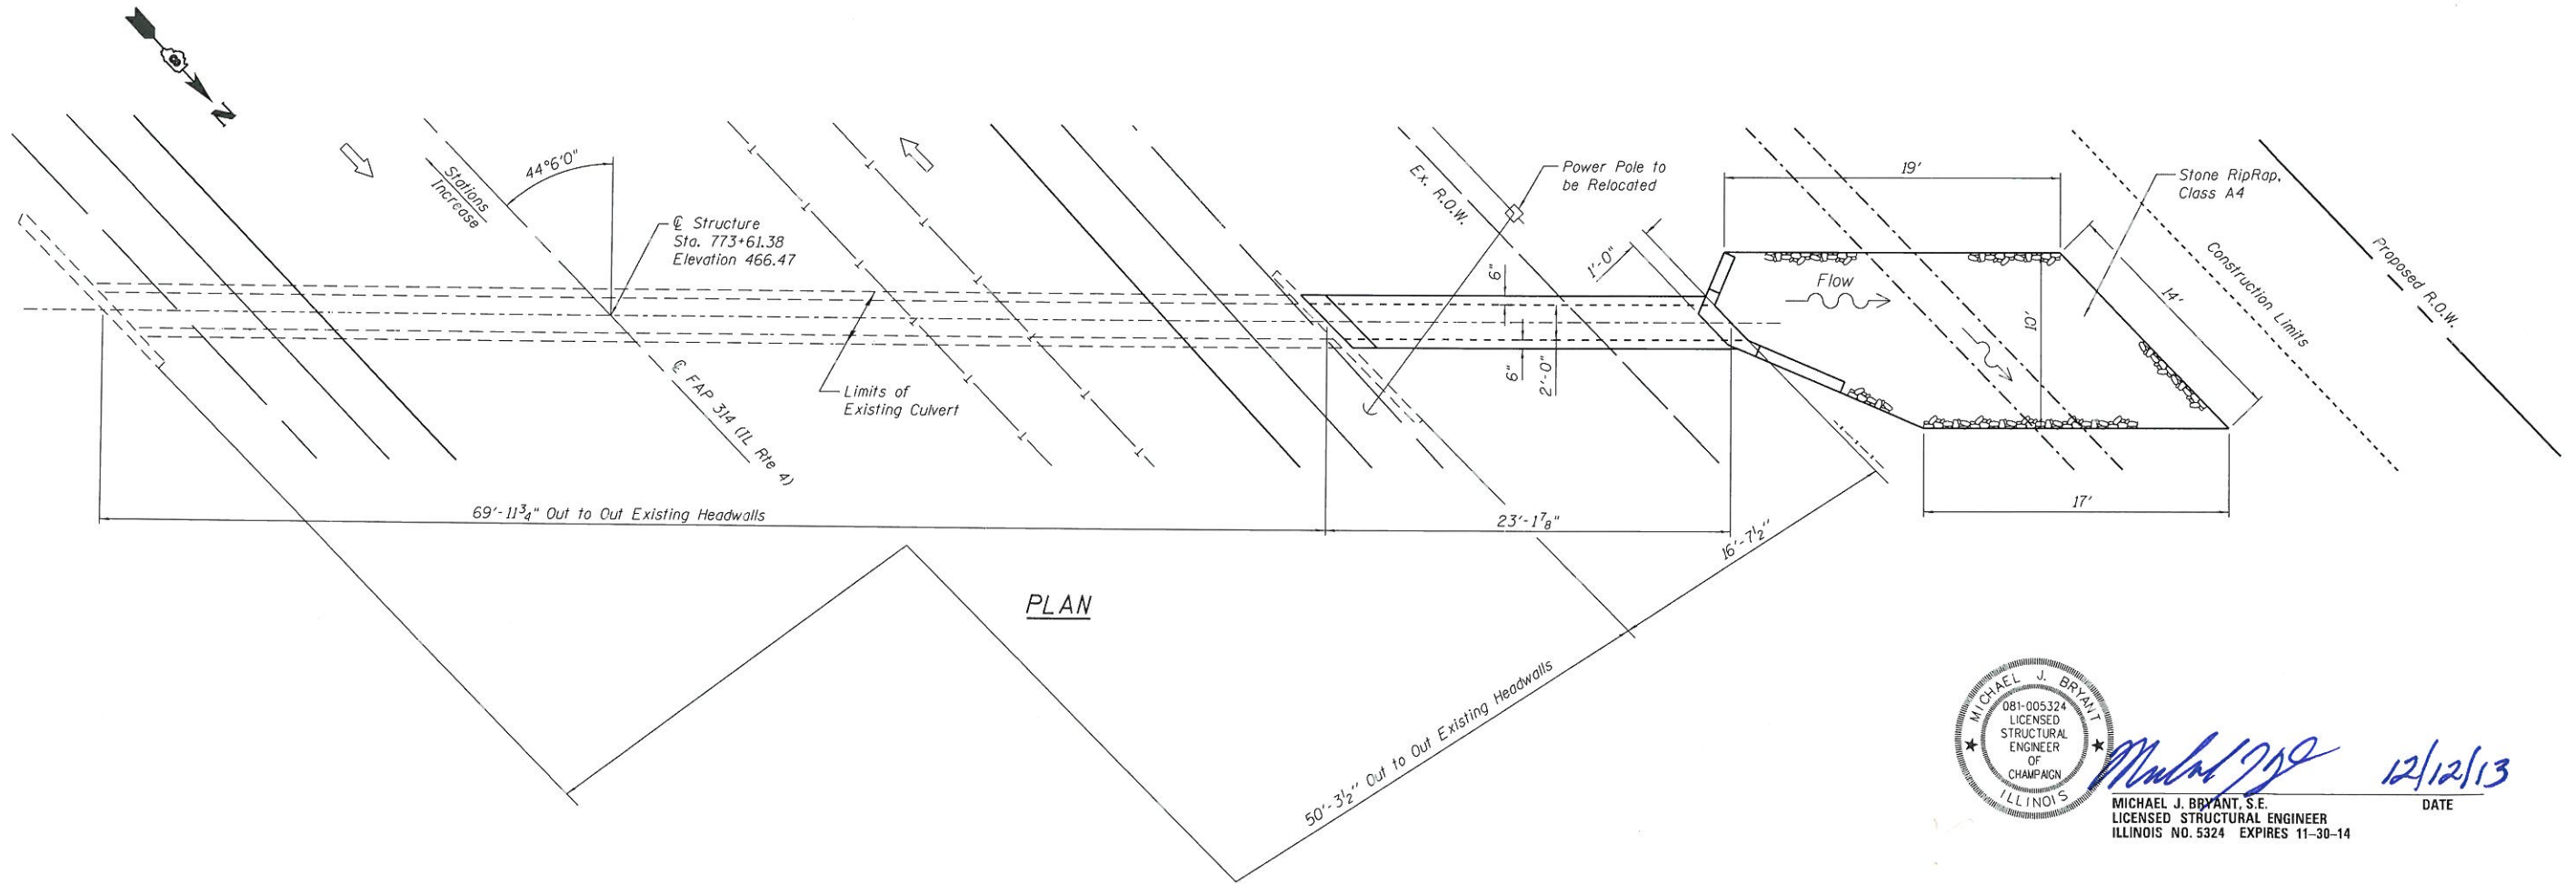 N
44°6'0"
Stations
Increase
℄ Structure
Sta. 773+61.38
Elevation 466.47
℄ FAP 314 (IL Rte 4)
Limits of
Existing Culvert
Ex. R.O.W.
Power Pole to
be Relocated
1'-0"
6"
6"
2'-0"
19'
Stone RipRap,
Class A4
Flow
10'
14'
17'
Construction Limits
Proposed R.O.W.
69'-11¾" Out to Out Existing Headwalls
23'-1⅞"
16'-7½"
50'-3½" Out to Out Existing Headwalls
PLAN
MICHAEL J. BRYANT
081-005324
LICENSED
STRUCTURAL
ENGINEER
OF
CHAMPAIGN
ILLINOIS
12/12/13
MICHAEL J. BRYANT, S.E.
DATE
LICENSED STRUCTURAL ENGINEER
ILLINOIS NO. 5324 EXPIRES 11-30-14